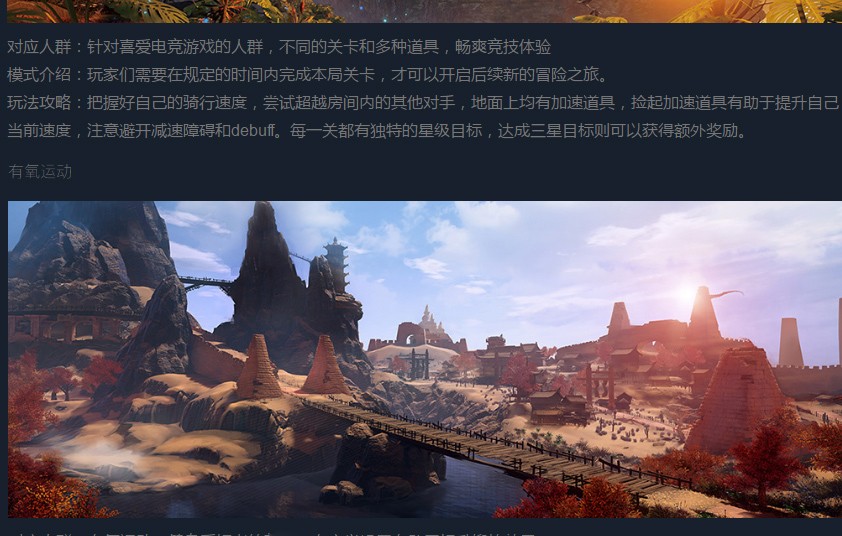 对应人群：针对喜爱电竞游戏的人群，不同的关卡和多种道具，畅爽竞技体验
模式介绍：玩家们需要在规定的时间内完成本局关卡，才可以开启后续新的冒险之旅。
玩法攻略：把握好自己的骑行速度，尝试超越房间内的其他对手，地面上均有加速道具，捡起加速道具有助于提升自己
当前速度，注意避开减速障碍和debuff。每一关都有独特的星级目标，达成三星目标则可以获得额外奖励。
有氧运动